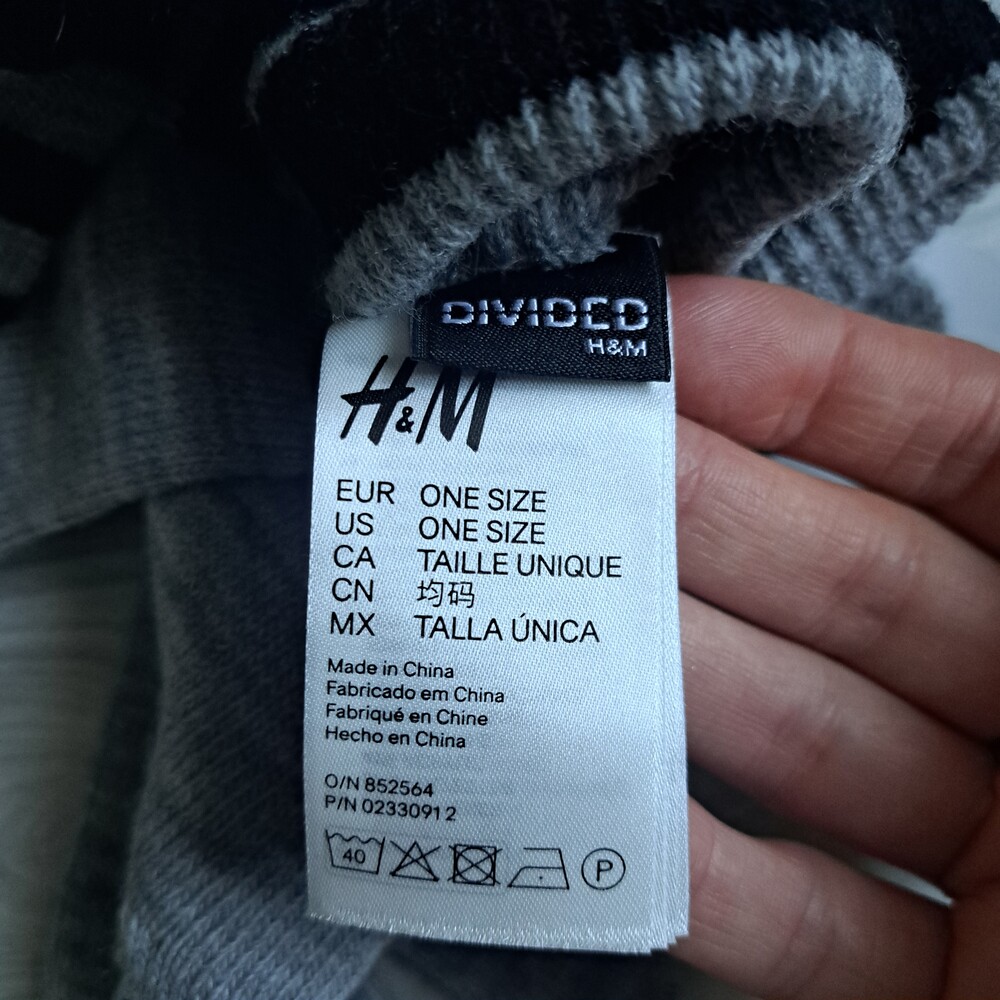 DIVIDED
H&M
H&M
EUR ONE SIZE
US ONE SIZE
CA TAILLE UNIQUE
CN 均码
MX TALLA ÚNICA
Made in China
Fabricado em China
Fabriqué en Chine
Hecho en China
O/N 852564
P/N 02330912
40 P